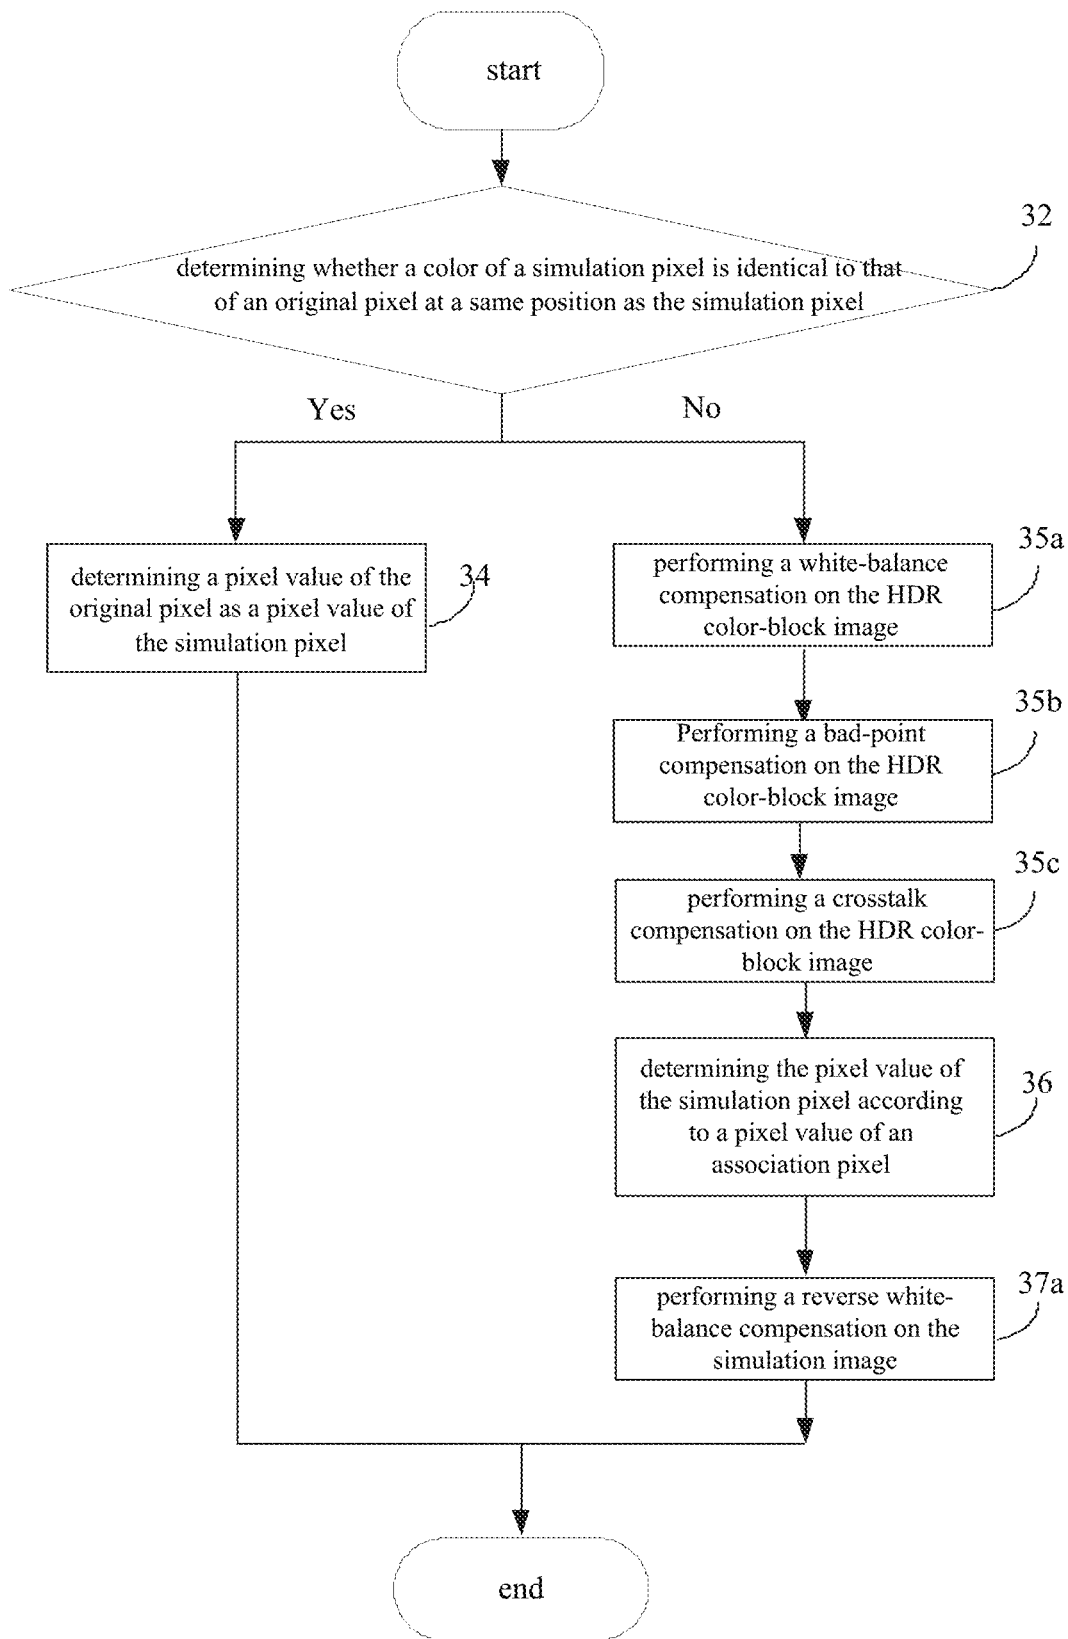 start
32
determining whether a color of a simulation pixel is identical to that
of an original pixel at a same position as the simulation pixel
Yes
No
34
determining a pixel value of the
original pixel as a pixel value of
the simulation pixel
35a
performing a white-balance
compensation on the HDR
color-block image
35b
Performing a bad-point
compensation on the HDR
color-block image
35c
performing a crosstalk
compensation on the HDR color-
block image
36
determining the pixel value of
the simulation pixel according
to a pixel value of an
association pixel
37a
performing a reverse white-
balance compensation on the
simulation image
end